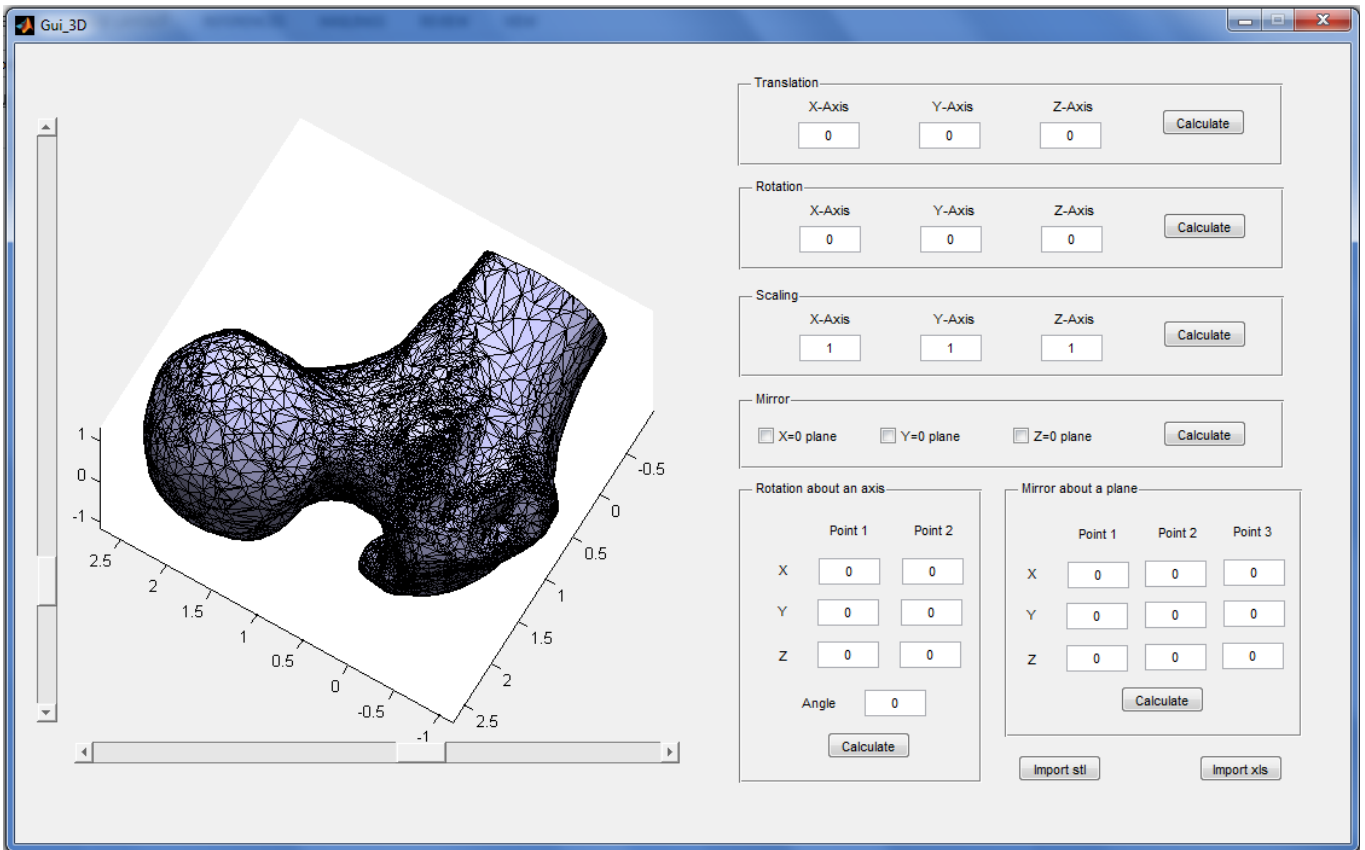 Gui_3D
Translation
X-Axis Y-Axis Z-Axis
0 0 0 Calculate
Rotation
X-Axis Y-Axis Z-Axis
0 0 0 Calculate
Scaling
X-Axis Y-Axis Z-Axis
1 1 1 Calculate
Mirror
X=0 plane Y=0 plane Z=0 plane Calculate
Rotation about an axis
Point 1 Point 2
X 0 0
Y 0 0
Z 0 0
Angle 0
Calculate
Mirror about a plane
Point 1 Point 2 Point 3
X 0 0 0
Y 0 0 0
Z 0 0 0
Calculate
Import stl Import xls
1
0
-1
2.5
2
1.5
1
0.5
0
-0.5
-1
-0.5
0
0.5
1
1.5
2
2.5